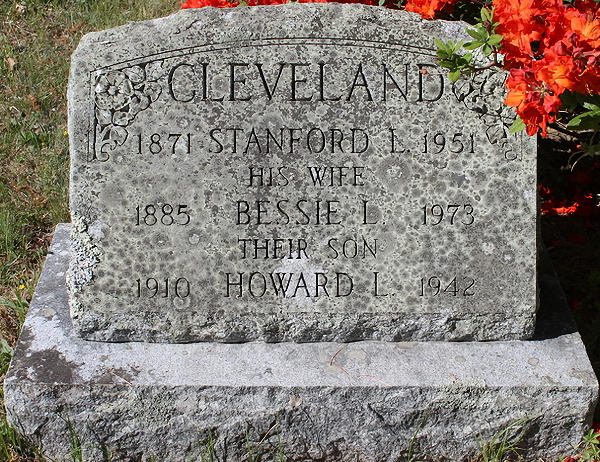 CLEVELAND
1871 STANFORD L. 1951
HIS WIFE
1885 BESSIE L. 1973
THEIR SON
1910 HOWARD L. 1942